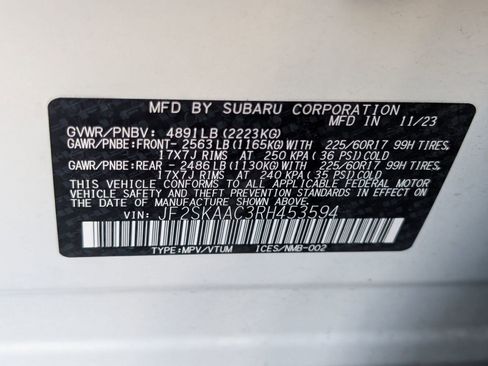 MFD BY SUBARU CORPORATION
GVWR/PNBV: 4891LB(2223KG) MFD IN 11/23
GAWR/PNBE:FRONT- 2563LB(1165KG)WITH 225/60R17 99H TIRES
17X7J RIMS AT 250 KPA(36 PSI)COLD
GAWR/PNBE:REAR - 2486LB(1130KG)WITH 225/60R17 99H TIRES
17X7J RIMS AT 240 KPA(35 PSI)COLD
THIS VEHICLE CONFORMS TO ALL APPLICABLE FEDERAL MOTOR
VEHICLE SAFETY AND THEFT PREVENTION STANDARDS IN EFFECT
ON THE DATE OF MANUFACTURE SHOWN ABOVE.
VIN: JF2SKAAC3RH453594
TYPE:MPV/VTUM ICES/NMB-002